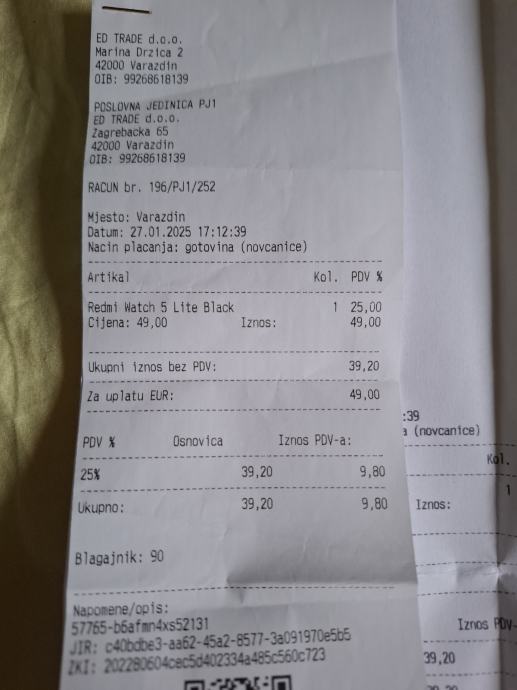 ED TRADE d.o.o.
Marina Drzica 2
42000 Varazdin
OIB: 99268618139
POSLOVNA JEDINICA PJ1
ED TRADE d.o.o.
Zagrebacka 65
42000 Varazdin
OIB: 99268618139
RACUN br. 196/PJ1/252
Mjesto: Varazdin
Datum: 27.01.2025 17:12:39
Nacin placanja: gotovina (novcanice)
Artikal Kol. PDV %
Redmi Watch 5 Lite Black 1 25,00
Cijena: 49,00 Iznos: 49,00
Ukupni iznos bez PDV: 39,20
Za uplatu EUR: 49,00
PDV % Osnovica Iznos PDV-a:
25% 39,20 9,80
Ukupno: 39,20 9,80
Blagajnik: 90
Napomene/opis:
57765-b6afmn4xs52131
JIR: c40bdbe3-aa62-45a2-8577-3a091970e5b5
ZKI: 202280604cec5d402334a485c560c723
:39
a (novcanice)
Kol.
1
Iznos:
Iznos PDV-
39,20